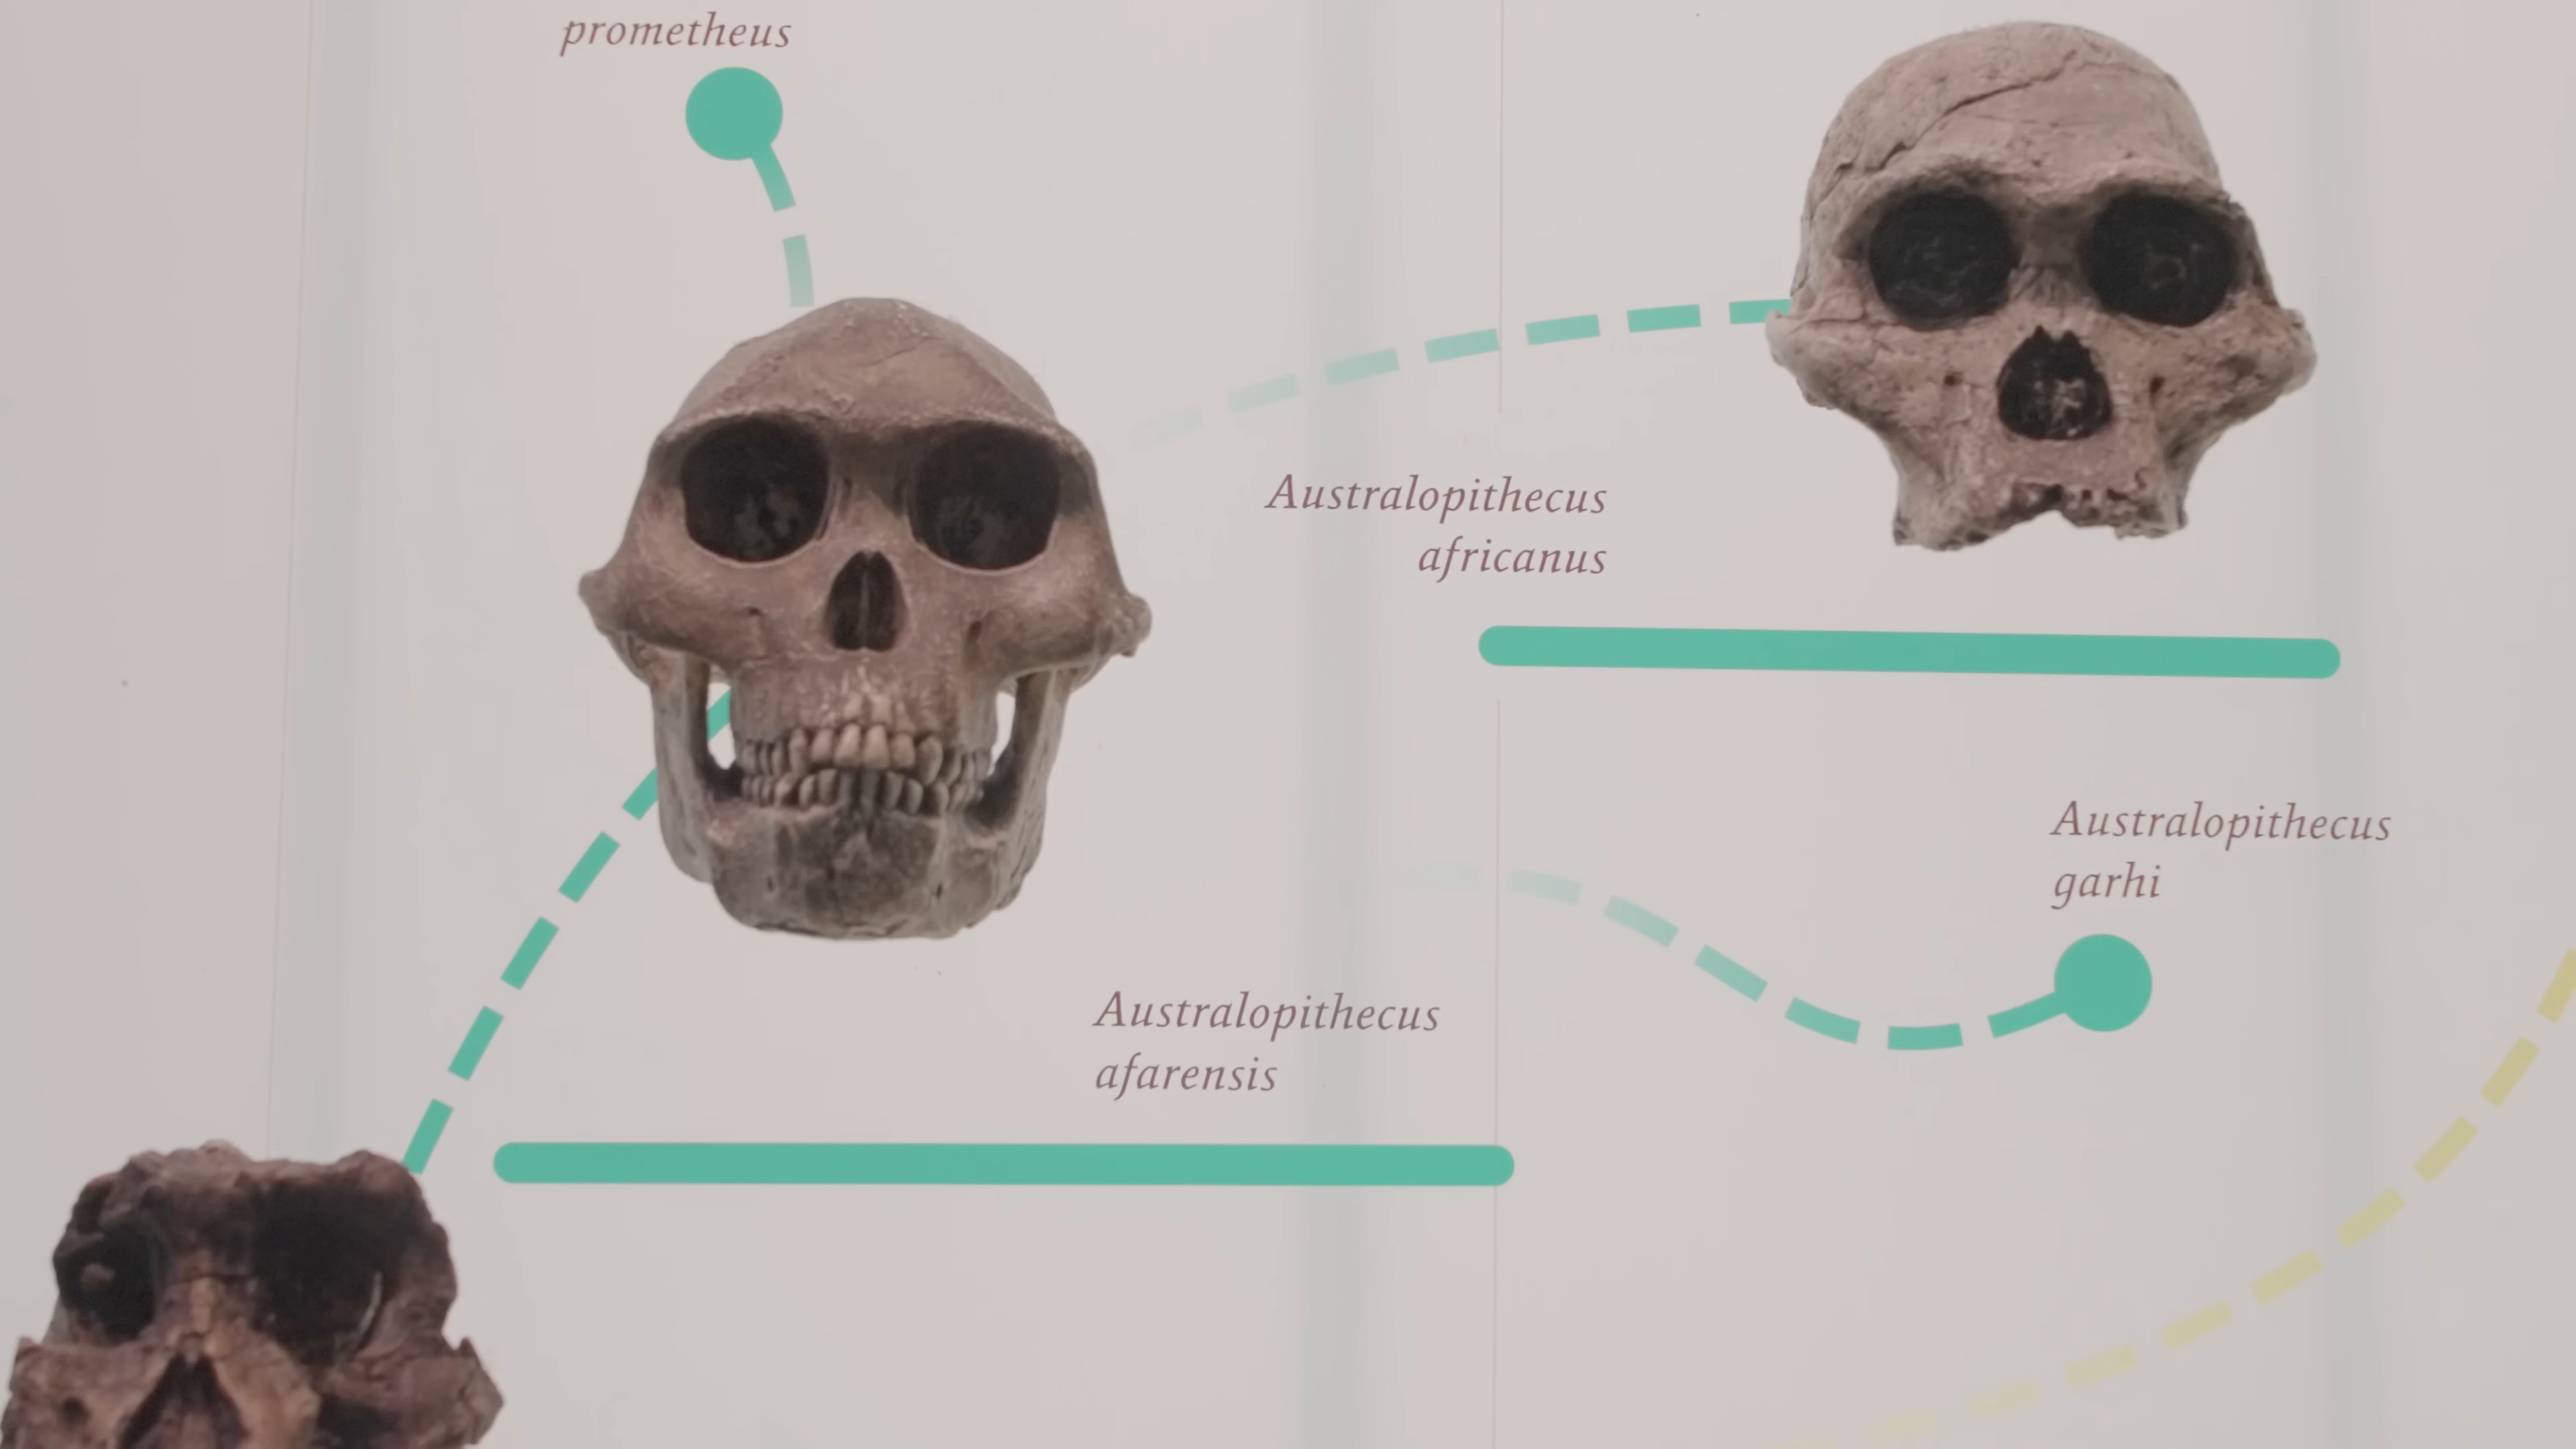 prometheus
Australopithecus
africanus
Australopithecus
garhi
Australopithecus
afarensis